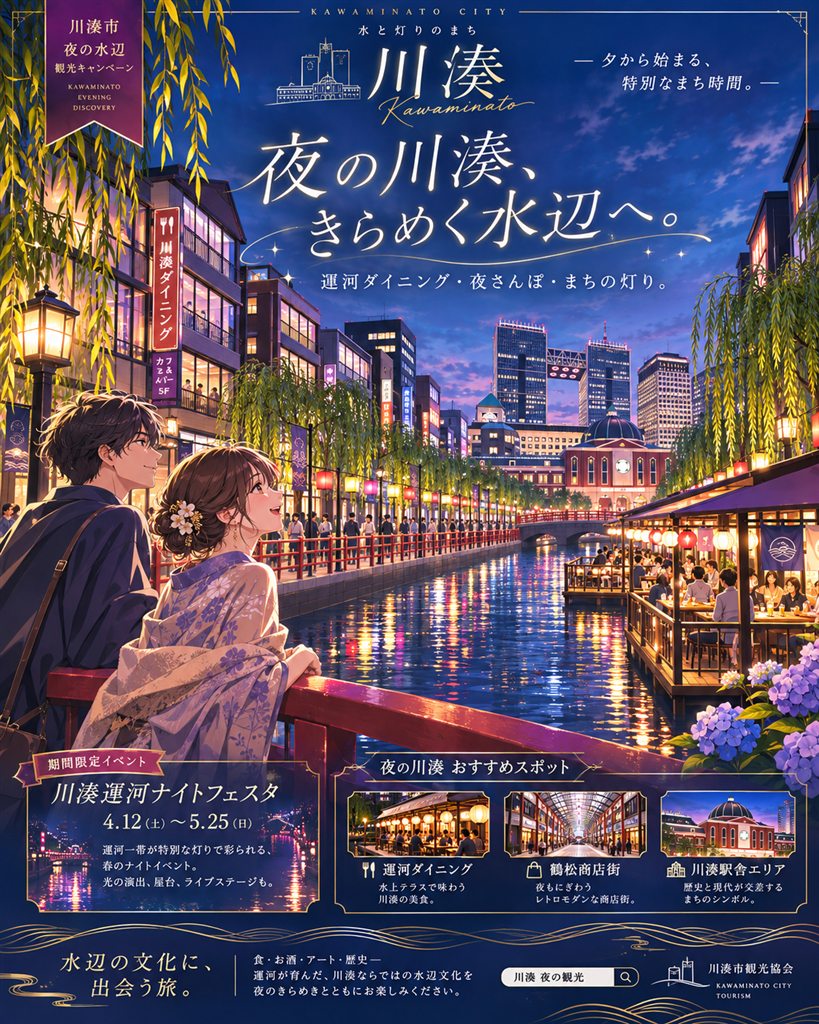 KAWAMINATO CITY
川湊市
夜の水辺
観光キャンペーン
KAWAMINATO
EVENING
DISCOVERY
水と灯りのまち
川湊
Kawaminato
— 夕から始まる、
特別なまち時間。—
夜の川湊、
きらめく水辺へ。
運河ダイニング・夜さんぽ・まちの灯り。
川湊ダイニング
カフェ&バー
5F
期間限定イベント
川湊運河ナイトフェスタ
4.12(土)〜5.25(日)
運河一帯が特別な灯りで彩られる、
春のナイトイベント。
光の演出、屋台、ライブステージも。
夜の川湊 おすすめスポット
運河ダイニング
水上テラスで味わう
川湊の美食。
鶴松商店街
夜もにぎわう
レトロモダンな商店街。
川湊駅舎エリア
歴史と現代が交差する
まちのシンボル。
水辺の文化に、
出会う旅。
食・お酒・アート・歴史—
運河が育んだ、川湊ならではの水辺文化を
夜のきらめきとともにお楽しみください。
川湊 夜の観光
川湊市観光協会
KAWAMINATO CITY
TOURISM